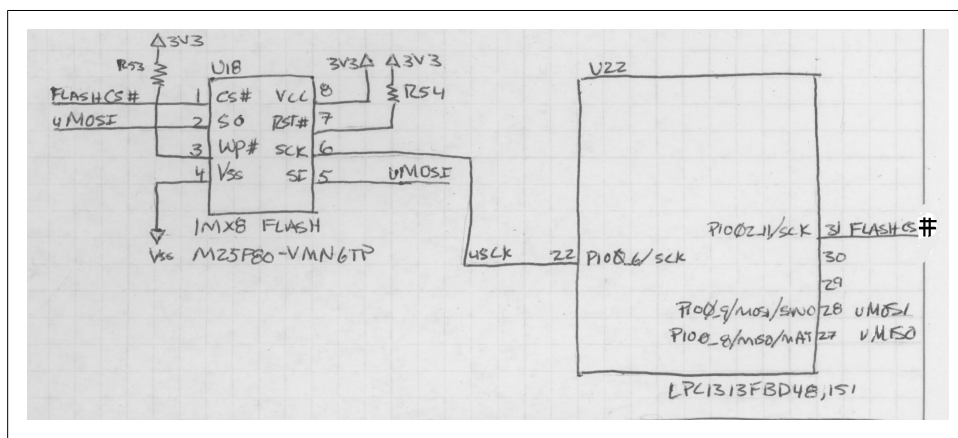 3V3
R53
U18
3V3 3V3
R54
FLASHCS# 1 CS# VCC 8
uMOSI 2 SO RST# 7
3 WP# SCK 6
4 VSS SI 5 uMOSI
1MX8 FLASH
M25P80-VMN6TP
VSS
U22
PIO02_11/SCK 31 FLASHCS#
uSCK 22 PIO0_6/SCK
30
29
PIO0_9/MOSI/SWO 28 uMOSI
PIO0_8/MISO/MAT 27 uMISO
LPC1313FBD48,151